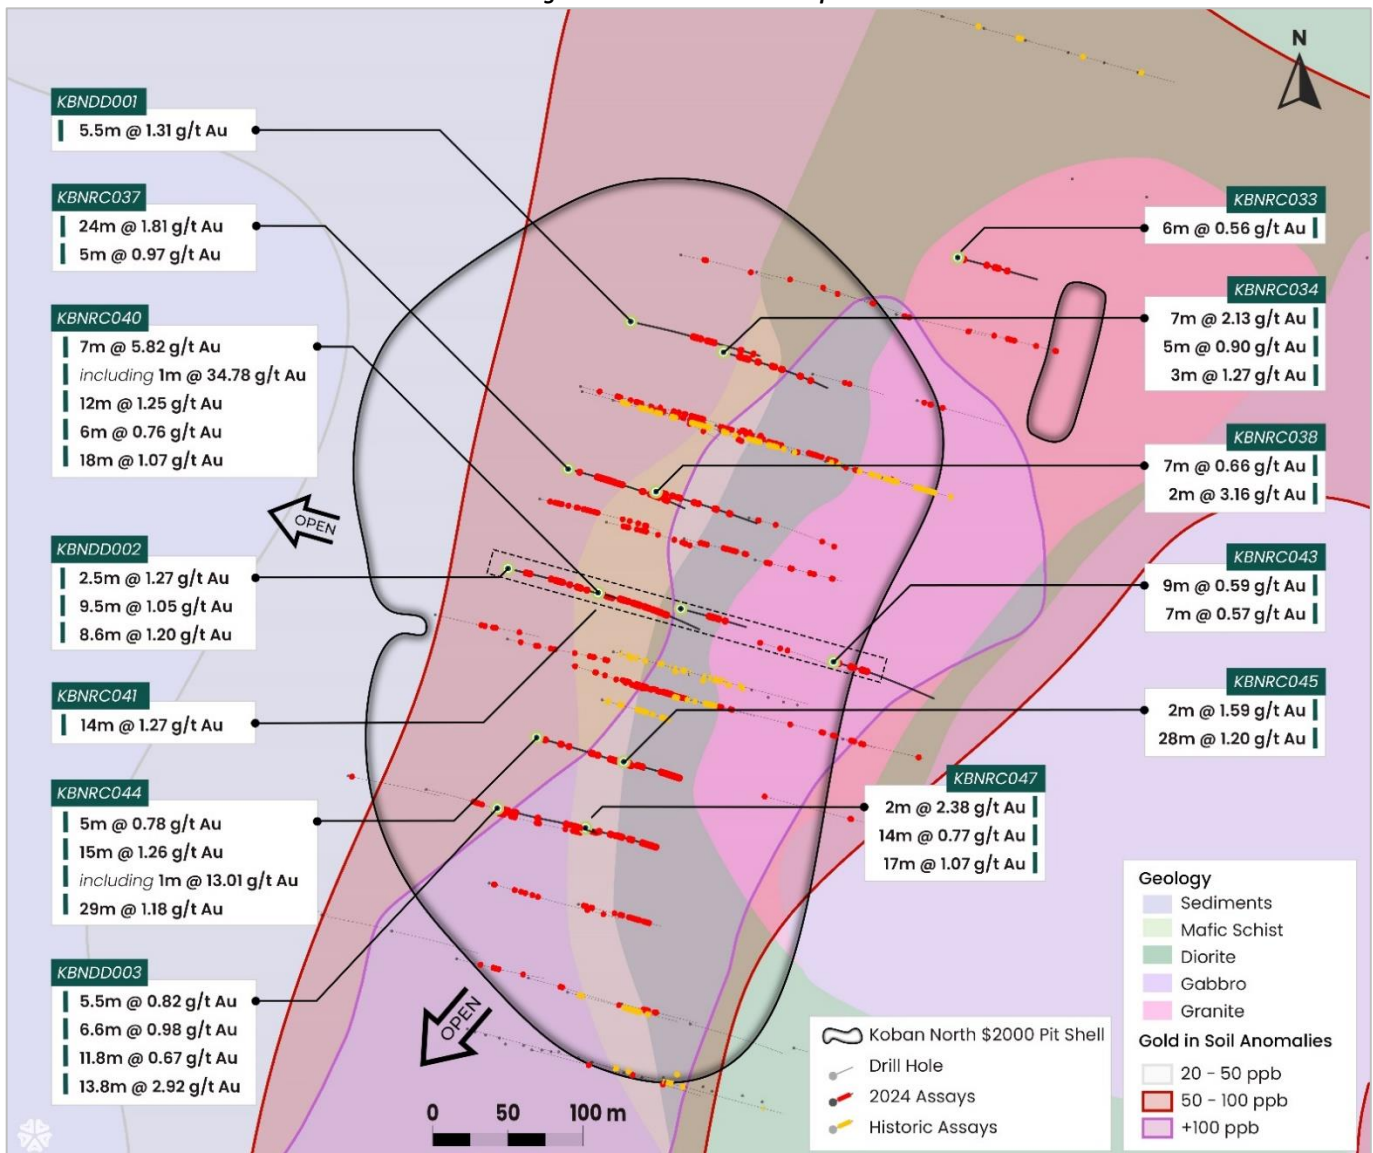 N
KBNDD001
5.5m @ 1.31 g/t Au
KBNRC037
24m @ 1.81 g/t Au
5m @ 0.97 g/t Au
KBNRC040
7m @ 5.82 g/t Au
including 1m @ 34.78 g/t Au
12m @ 1.25 g/t Au
6m @ 0.76 g/t Au
18m @ 1.07 g/t Au
OPEN
KBNDD002
2.5m @ 1.27 g/t Au
9.5m @ 1.05 g/t Au
8.6m @ 1.20 g/t Au
KBNRC041
14m @ 1.27 g/t Au
KBNRC044
5m @ 0.78 g/t Au
15m @ 1.26 g/t Au
including 1m @ 13.01 g/t Au
29m @ 1.18 g/t Au
KBNDD003
5.5m @ 0.82 g/t Au
6.6m @ 0.98 g/t Au
11.8m @ 0.67 g/t Au
13.8m @ 2.92 g/t Au
OPEN
0 50 100 m
KBNRC033
6m @ 0.56 g/t Au
KBNRC034
7m @ 2.13 g/t Au
5m @ 0.90 g/t Au
3m @ 1.27 g/t Au
KBNRC038
7m @ 0.66 g/t Au
2m @ 3.16 g/t Au
KBNRC043
9m @ 0.59 g/t Au
7m @ 0.57 g/t Au
KBNRC045
2m @ 1.59 g/t Au
28m @ 1.20 g/t Au
KBNRC047
2m @ 2.38 g/t Au
14m @ 0.77 g/t Au
17m @ 1.07 g/t Au
Koban North $2000 Pit Shell
Drill Hole
2024 Assays
Historic Assays
Geology
Sediments
Mafic Schist
Diorite
Gabbro
Granite
Gold in Soil Anomalies
20 - 50 ppb
50 - 100 ppb
+100 ppb